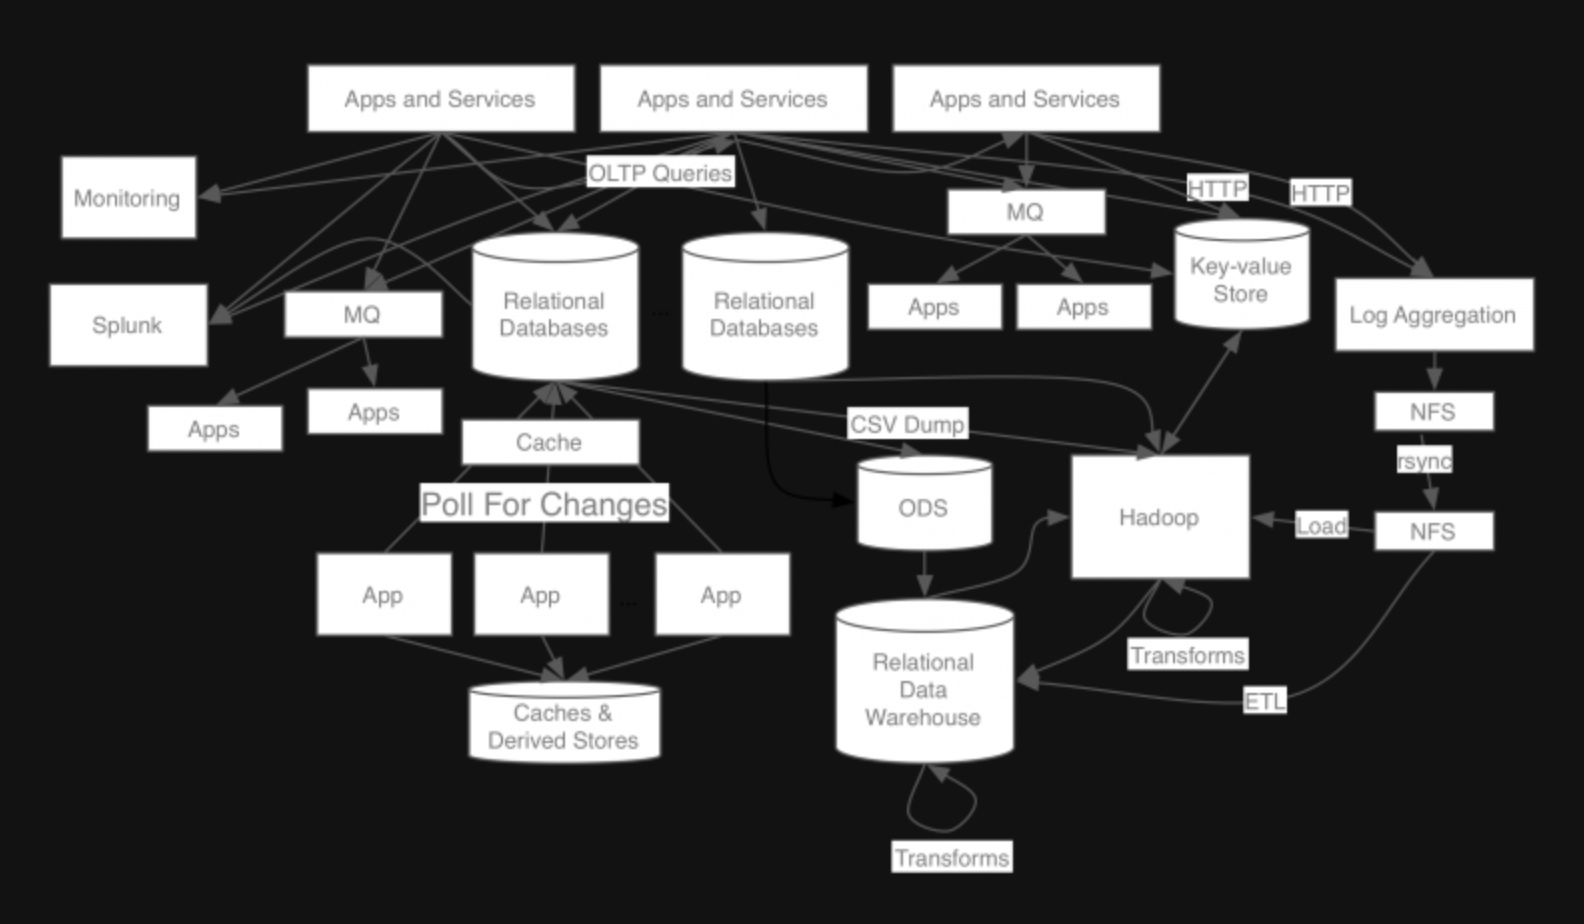 Apps and Services
Apps and Services
Apps and Services
Monitoring
OLTP Queries
HTTP
HTTP
MQ
Key-value
Store
Splunk
MQ
Relational
Databases
...
Relational
Databases
Apps
Apps
Log Aggregation
Apps
Apps
NFS
Cache
CSV Dump
rsync
Poll For Changes
ODS
Hadoop
Load
NFS
App
App
...
App
Transforms
Relational
Data
Warehouse
ETL
Caches &
Derived Stores
Transforms